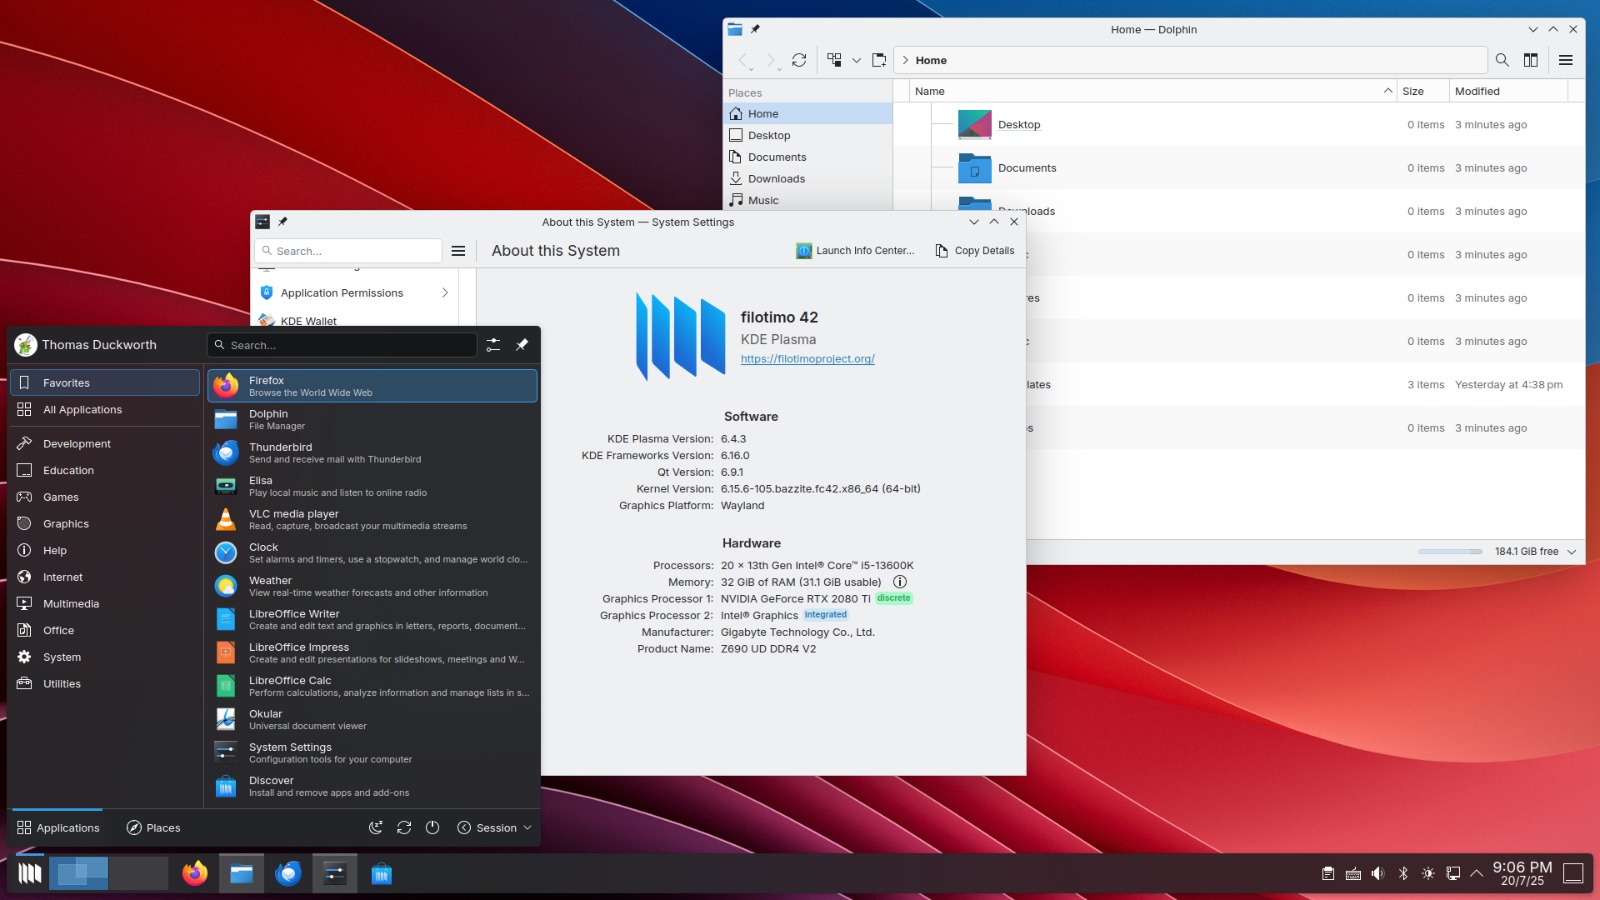 Home — Dolphin
Home
Places
Home
Desktop
Documents
Downloads
Music
Name
Size
Modified
Desktop
0 items
3 minutes ago
Documents
0 items
3 minutes ago
Downloads
0 items
3 minutes ago
0 items
3 minutes ago
res
0 items
3 minutes ago
0 items
3 minutes ago
lates
3 items
Yesterday at 4:38 pm
0 items
3 minutes ago
184.1 GiB free
About this System — System Settings
Search...
About this System
Launch Info Center...
Copy Details
Application Permissions
KDE Wallet
filotimo 42
KDE Plasma
https://filotimoproject.org/
Software
KDE Plasma Version: 6.4.3
KDE Frameworks Version: 6.16.0
Qt Version: 6.9.1
Kernel Version: 6.15.6-105.bazzite.fc42.x86_64 (64-bit)
Graphics Platform: Wayland
Hardware
Processors: 20 × 13th Gen Intel® Core™ i5-13600K
Memory: 32 GiB of RAM (31.1 GiB usable)
Graphics Processor 1: NVIDIA GeForce RTX 2080 Ti discrete
Graphics Processor 2: Intel® Graphics integrated
Manufacturer: Gigabyte Technology Co., Ltd.
Product Name: Z690 UD DDR4 V2
Thomas Duckworth
Search...
Favorites
All Applications
Development
Education
Games
Graphics
Help
Internet
Multimedia
Office
System
Utilities
Firefox
Browse the World Wide Web
Dolphin
File Manager
Thunderbird
Send and receive mail with Thunderbird
Elisa
Play local music and listen to online radio
VLC media player
Read, capture, broadcast your multimedia streams
Clock
Set alarms and timers, use a stopwatch, and manage world clo...
Weather
View real-time weather forecasts and other information
LibreOffice Writer
Create and edit text and graphics in letters, reports, document...
LibreOffice Impress
Create and edit presentations for slideshows, meetings and W...
LibreOffice Calc
Perform calculations, analyze information and manage lists in s...
Okular
Universal document viewer
System Settings
Configuration tools for your computer
Discover
Install and remove apps and add-ons
Applications
Places
Session
9:06 PM
20/7/25